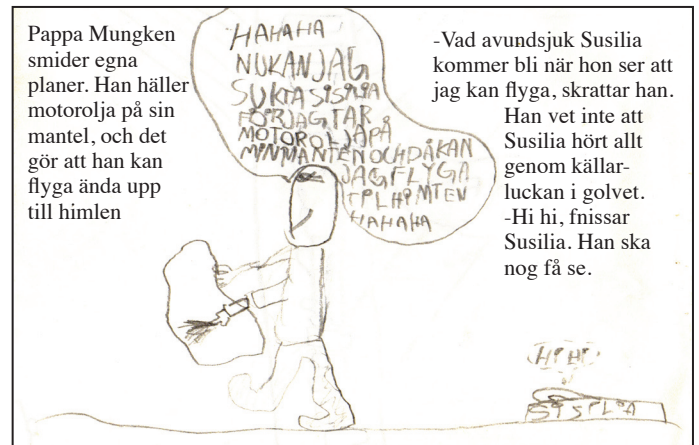 Pappa Mungken
smider egna
planer. Han häller
motorolja på sin
mantel, och det
gör att han kan
flyga ända upp
till himlen
HAHAHA
NUKANJAG
SUKTASISILIA
FÖRJAGTAR
MOTOROLJAPÅ
MINMANTENOCHDÅKAN
JAGFLYGA
TILHIMTEN
HAHAHA
-Vad avundsjuk Susilia
kommer bli när hon ser att
jag kan flyga, skrattar han.
Han vet inte att
Susilia hört allt
genom källar-
luckan i golvet.
-Hi hi, fnissar
Susilia. Han ska
nog få se.
HIHI
SISILIA